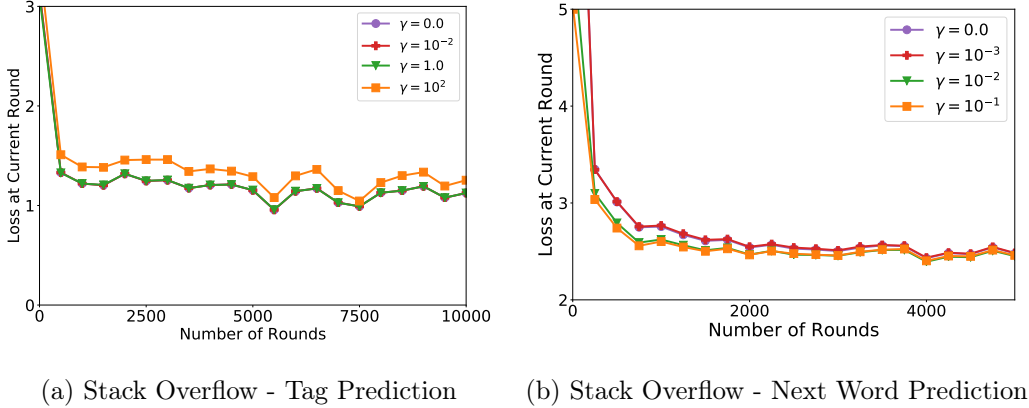 3
2
1
0
0 2500 5000 7500 10000
Number of Rounds
Loss at Current Round
γ = 0.0
γ = 10⁻²
γ = 1.0
γ = 10²
5
4
3
2
0 2000 4000
Number of Rounds
Loss at Current Round
γ = 0.0
γ = 10⁻³
γ = 10⁻²
γ = 10⁻¹
(a) Stack Overflow - Tag Prediction
(b) Stack Overflow - Next Word Prediction